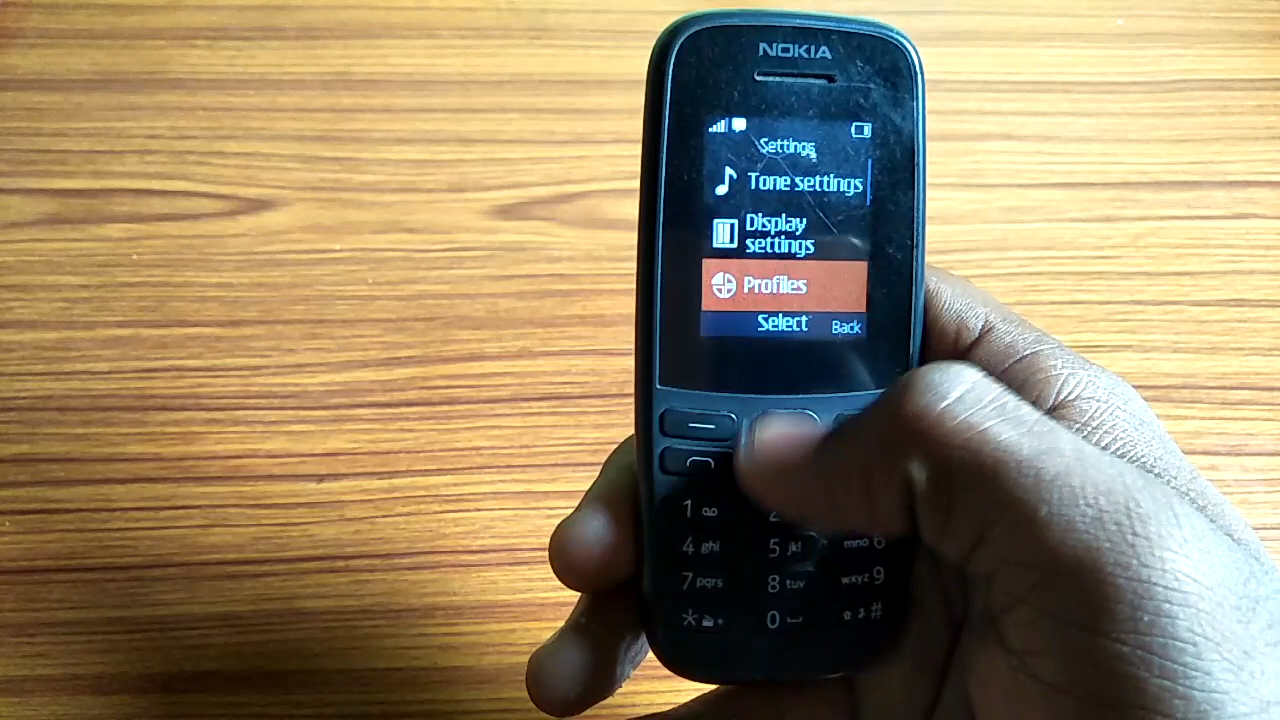 NOKIA
Settings
Tone settings
Display
settings
Profiles
Select Back
1
2
4 ghi 5 jkl mno 6
7 pqrs 8 tuv wxyz 9
* + 0 #